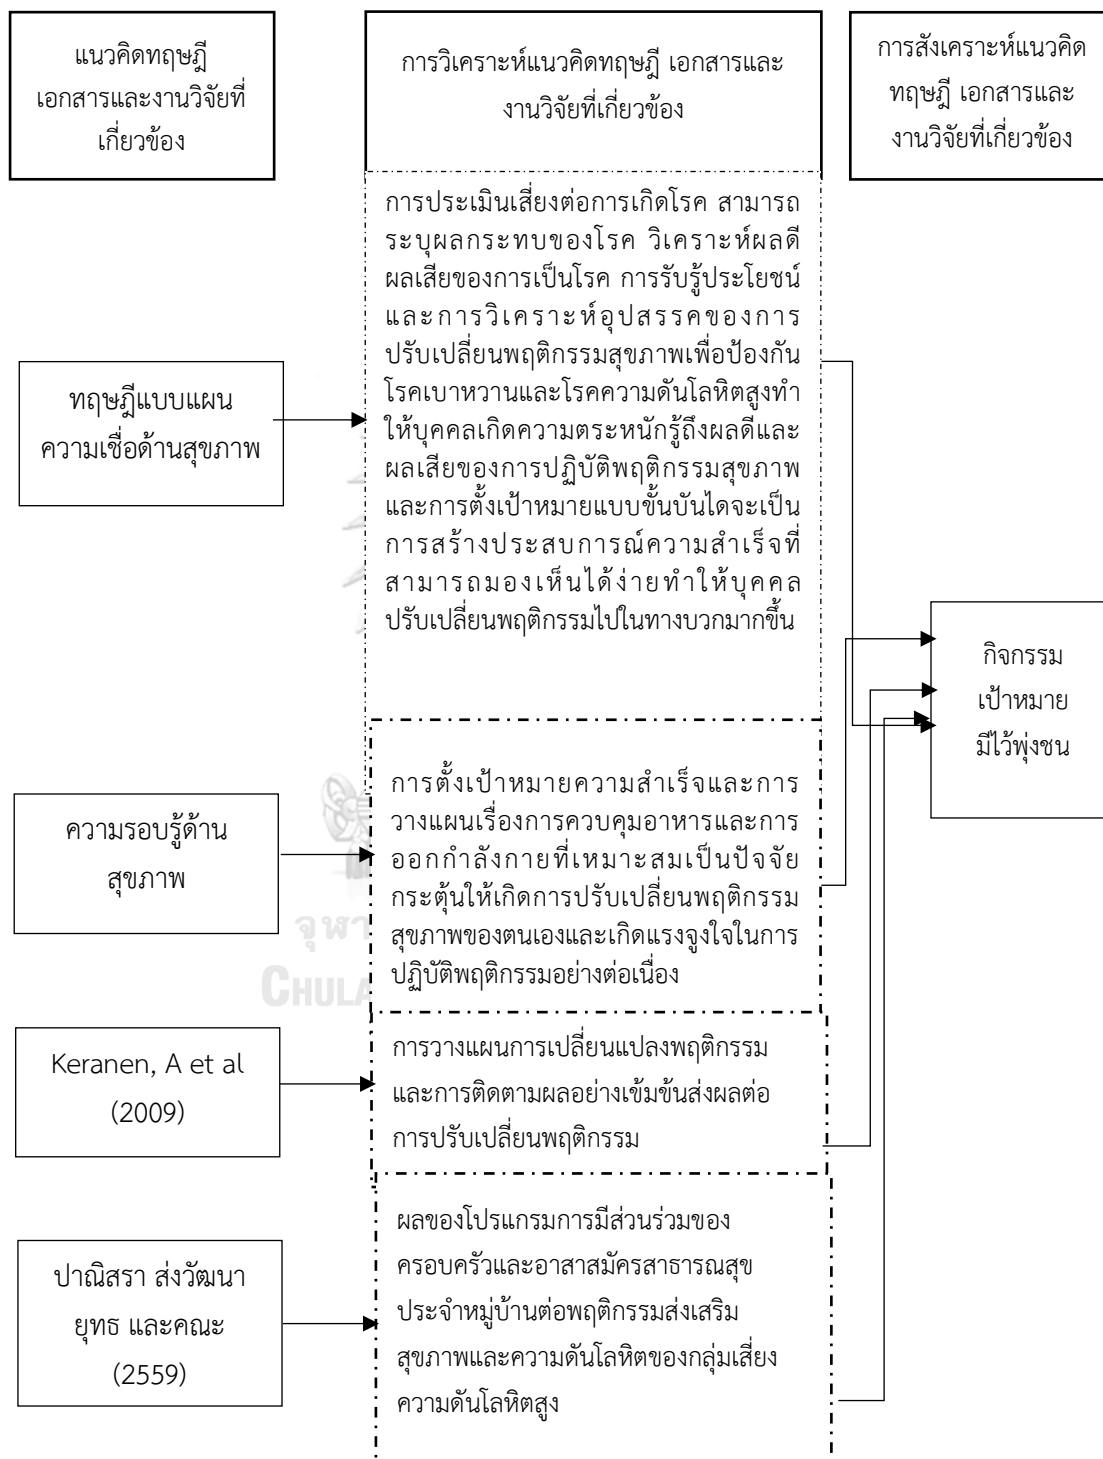 แนวคิดทฤษฎี
เอกสารและงานวิจัยที่
เกี่ยวข้อง
การวิเคราะห์แนวคิดทฤษฎี เอกสารและ
งานวิจัยที่เกี่ยวข้อง
การสังเคราะห์แนวคิด
ทฤษฎี เอกสารและ
งานวิจัยที่เกี่ยวข้อง
ทฤษฎีแบบแผน
ความเชื่อด้านสุขภาพ
การประเมินเสี่ยงต่อการเกิดโรค สามารถ
ระบุผลกระทบของโรค วิเคราะห์ผลดี
ผลเสียของการเป็นโรค การรับรู้ประโยชน์
และการวิเคราะห์อุปสรรคของการ
ปรับเปลี่ยนพฤติกรรมสุขภาพเพื่อป้องกัน
โรคเบาหวานและโรคความดันโลหิตสูงทำ
ให้บุคคลเกิดความตระหนักรู้ถึงผลดีและ
ผลเสียของการปฏิบัติพฤติกรรมสุขภาพ
และการตั้งเป้าหมายแบบขั้นบันไดจะเป็น
การสร้างประสบการณ์ความสำเร็จที่
สามารถมองเห็นได้ง่ายทำให้บุคคล
ปรับเปลี่ยนพฤติกรรมไปในทางบวกมากขึ้น
กิจกรรม
เป้าหมาย
มีไว้พุ่งชน
ความรอบรู้ด้าน
สุขภาพ
การตั้งเป้าหมายความสำเร็จและการ
วางแผนเรื่องการควบคุมอาหารและการ
ออกกำลังกายที่เหมาะสมเป็นปัจจัย
กระตุ้นให้เกิดการปรับเปลี่ยนพฤติกรรม
สุขภาพของตนเองและเกิดแรงจูงใจในการ
ปฏิบัติพฤติกรรมอย่างต่อเนื่อง
จุฬา
CHULA
Keranen, A et al
(2009)
การวางแผนการเปลี่ยนแปลงพฤติกรรม
และการติดตามผลอย่างเข้มข้นส่งผลต่อ
การปรับเปลี่ยนพฤติกรรม
ปาณิสรา ส่งวัฒนา
ยุทธ และคณะ
(2559)
ผลของโปรแกรมการมีส่วนร่วมของ
ครอบครัวและอาสาสมัครสาธารณสุข
ประจำหมู่บ้านต่อพฤติกรรมส่งเสริม
สุขภาพและความดันโลหิตของกลุ่มเสี่ยง
ความดันโลหิตสูง